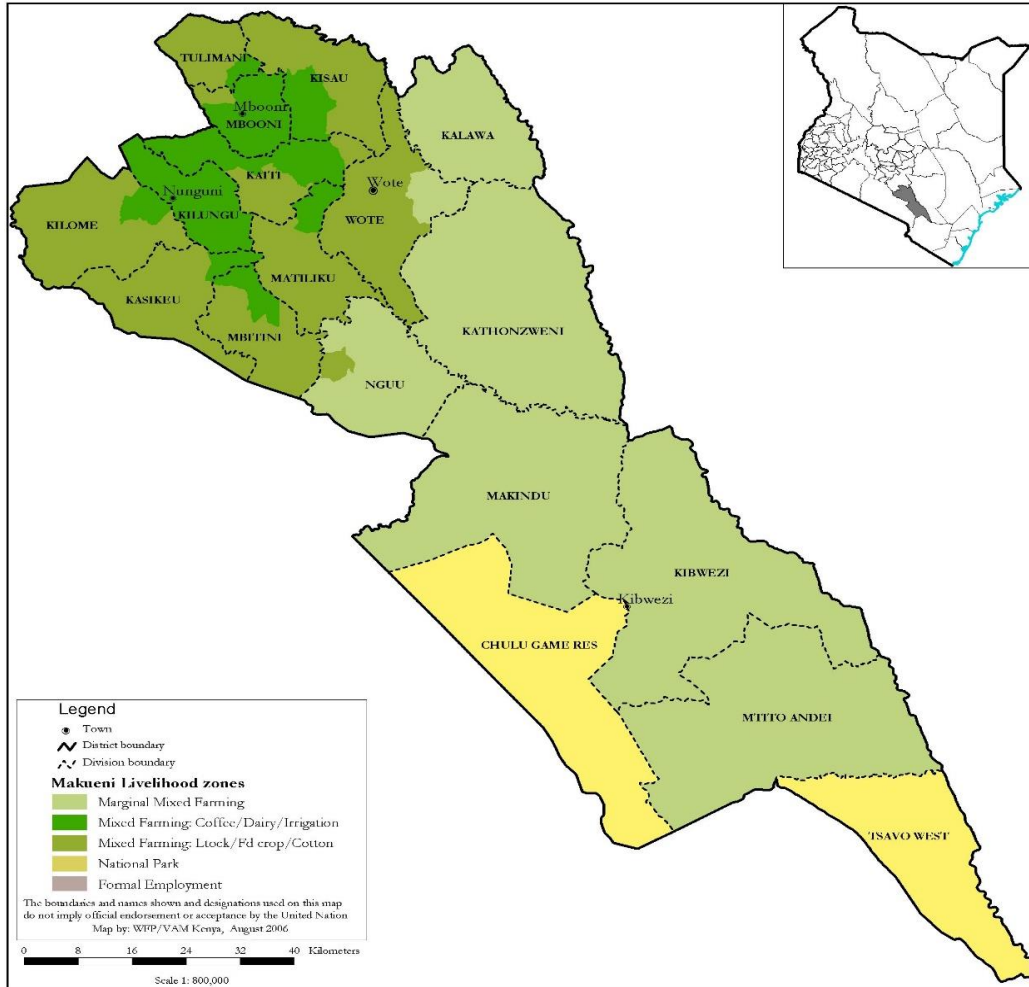 TULIMANI
KISAU
Mbooni
MBOONI
KALAWA
KAITI
Nunguni
Wote
KILUNGU
WOTE
KILOME
MATILIKU
KASIKEU
KATHONZWENI
MBITINI
NGUU
MAKINDU
KIBWEZI
Kibwezi
CHULU GAME RES
MTITO ANDEI
TSAVO WEST
Legend
Town
District boundary
Division boundary
Makueni Livelihood zones
Marginal Mixed Farming
Mixed Farming: Coffee/Dairy/Irrigation
Mixed Farming: Ltock/Fd crop/Cotton
National Park
Formal Employment
The boundaries and names shown and designations used on this map
do not imply official endorsement or acceptance by the United Nation
Map by: WFP/VAM Kenya, August 2006
0 8 16 24 32 40 Kilometers
Scale 1: 800,000